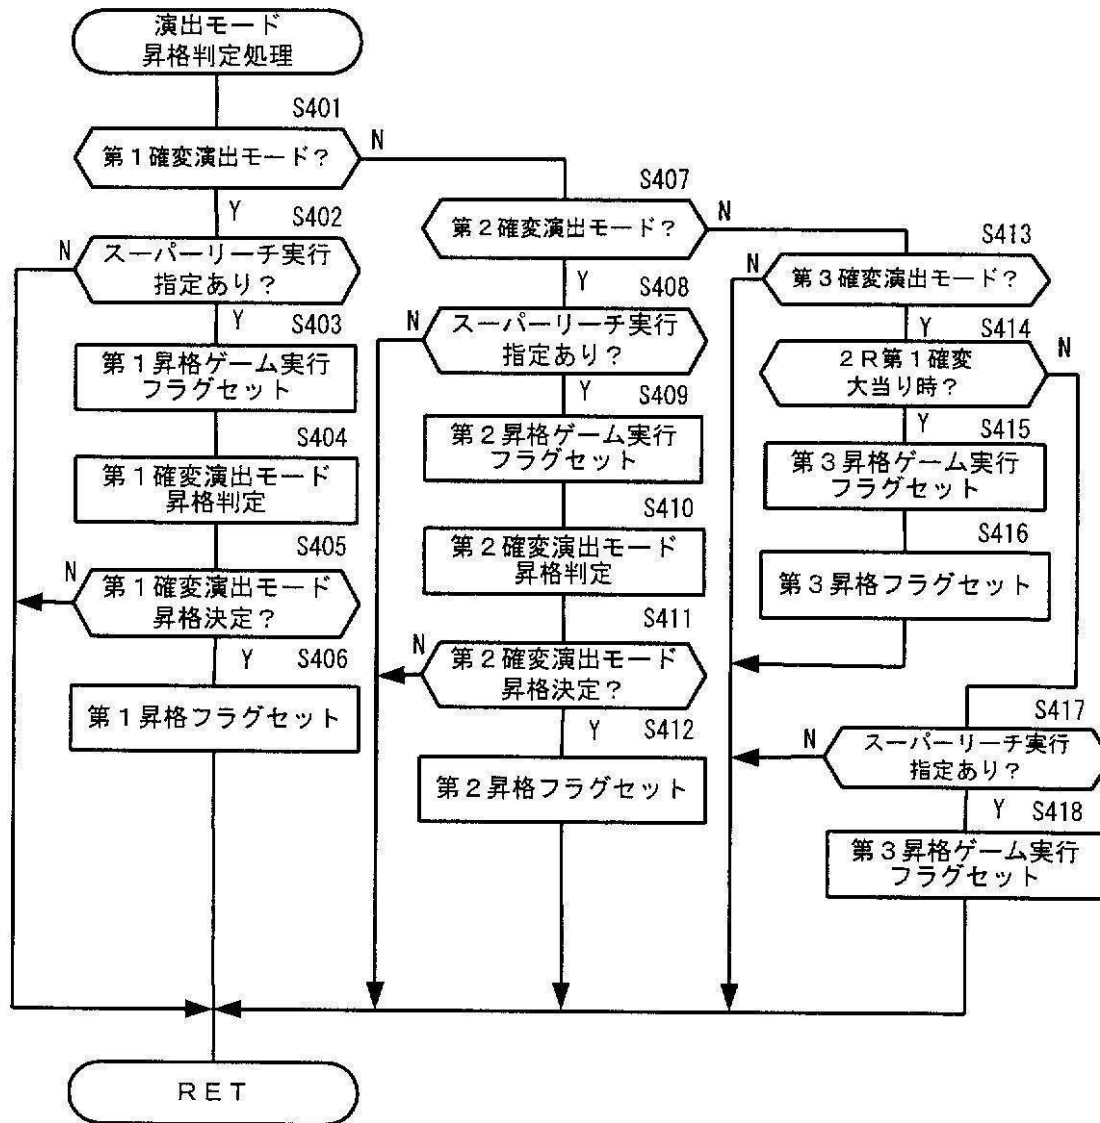 演出モード
昇格判定処理
S401
第1確変演出モード？
N
Y
S402
スーパーリーチ実行
指定あり？
N
Y
S403
第1昇格ゲーム実行
フラグセット
S404
第1確変演出モード
昇格判定
S405
第1確変演出モード
昇格決定？
N
Y
S406
第1昇格フラグセット
S407
第2確変演出モード？
N
Y
S408
スーパーリーチ実行
指定あり？
N
Y
S409
第2昇格ゲーム実行
フラグセット
S410
第2確変演出モード
昇格判定
S411
第2確変演出モード
昇格決定？
N
Y
S412
第2昇格フラグセット
S413
第3確変演出モード？
N
Y
S414
2R第1確変
大当り時？
N
Y
S415
第3昇格ゲーム実行
フラグセット
S416
第3昇格フラグセット
S417
スーパーリーチ実行
指定あり？
N
Y
S418
第3昇格ゲーム実行
フラグセット
RET